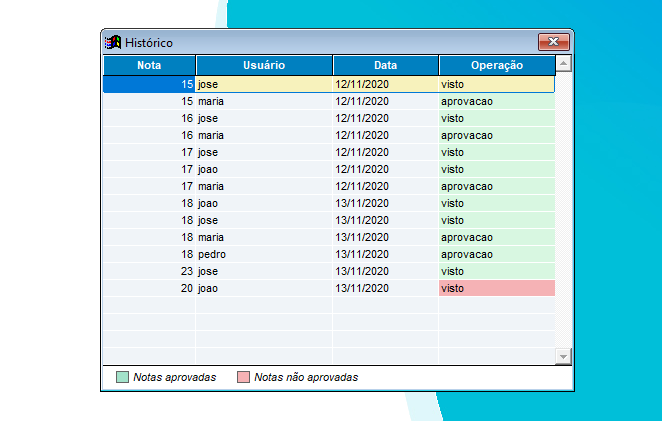 Histórico
Nota Usuário Data Operação
15 jose 12/11/2020 visto
15 maria 12/11/2020 aprovacao
16 jose 12/11/2020 visto
16 maria 12/11/2020 aprovacao
17 jose 12/11/2020 visto
17 joao 12/11/2020 visto
17 maria 12/11/2020 aprovacao
18 joao 13/11/2020 visto
18 jose 13/11/2020 visto
18 maria 13/11/2020 aprovacao
18 pedro 13/11/2020 aprovacao
23 jose 13/11/2020 visto
20 joao 13/11/2020 visto
Notas aprovadas Notas não aprovadas